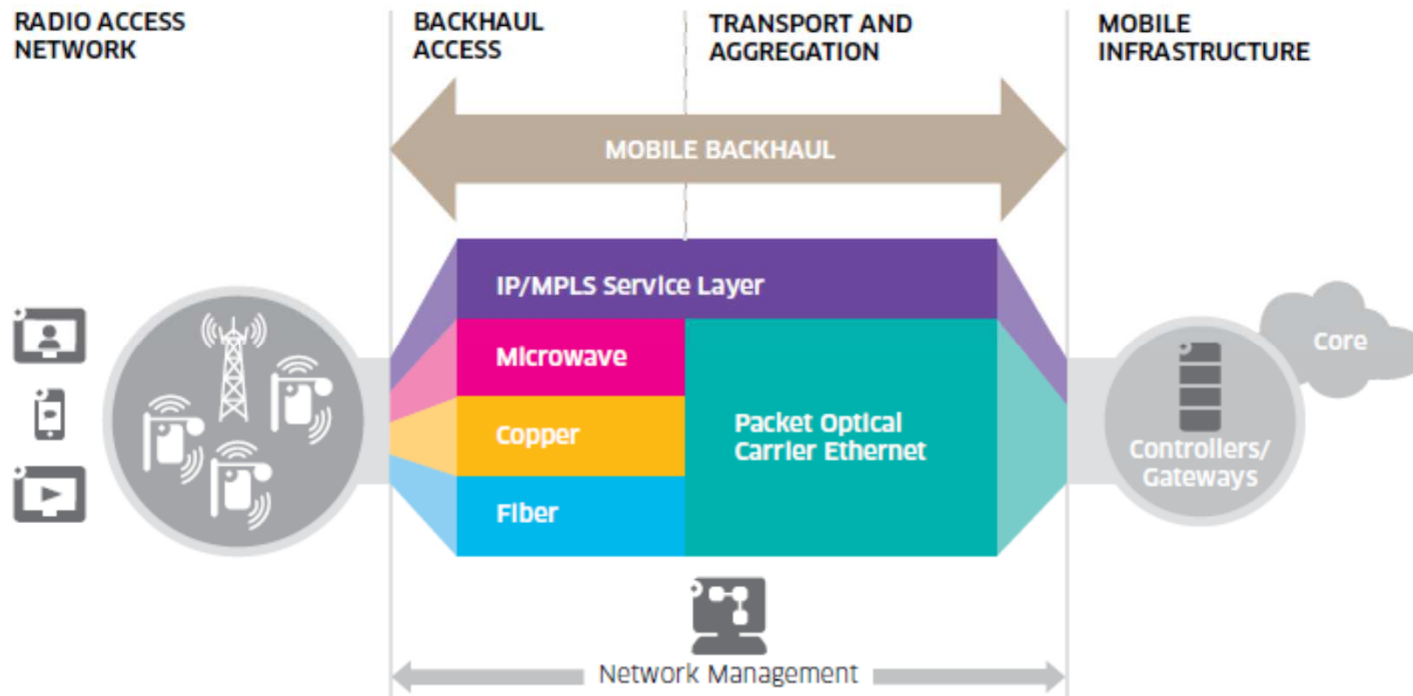 RADIO ACCESS
NETWORK
BACKHAUL
ACCESS
TRANSPORT AND
AGGREGATION
MOBILE
INFRASTRUCTURE
MOBILE BACKHAUL
IP/MPLS Service Layer
Microwave
Copper
Fiber
Packet Optical
Carrier Ethernet
Core
Controllers/
Gateways
Network Management